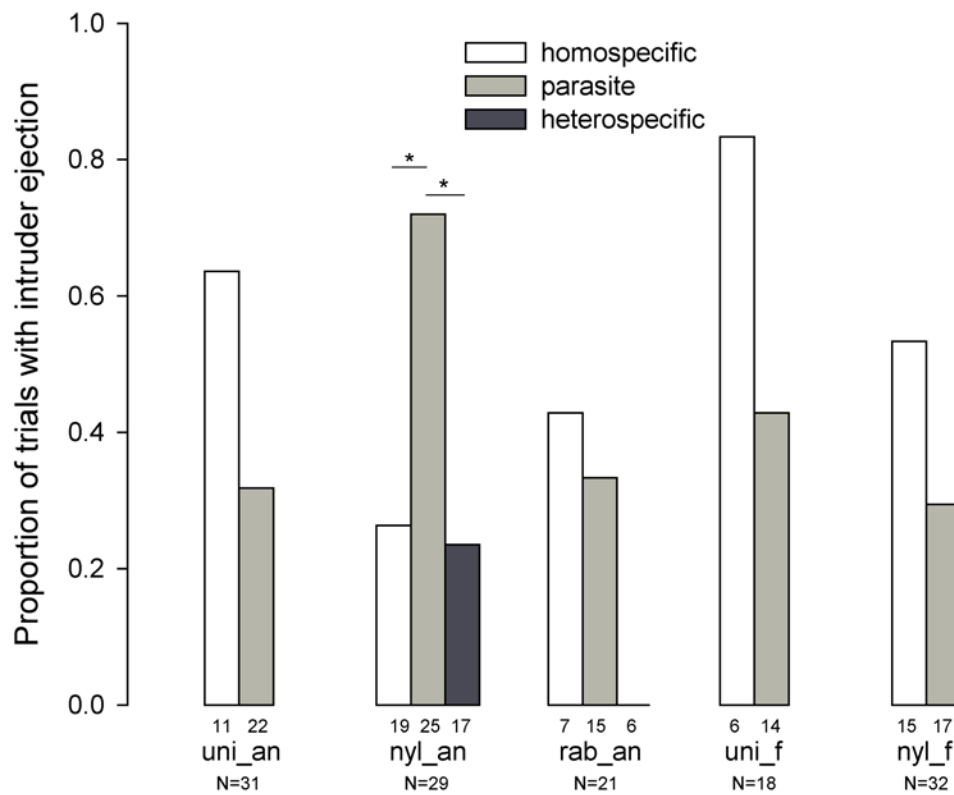 Proportion of trials with intruder ejection
1.0
0.8
0.6
0.4
0.2
0.0
homospecific
parasite
heterospecific
*
*
11 22 19 25 17 7 15 6 6 14 15 17
uni_an nyl_an rab_an uni_f nyl_f
N=31 N=29 N=21 N=18 N=32